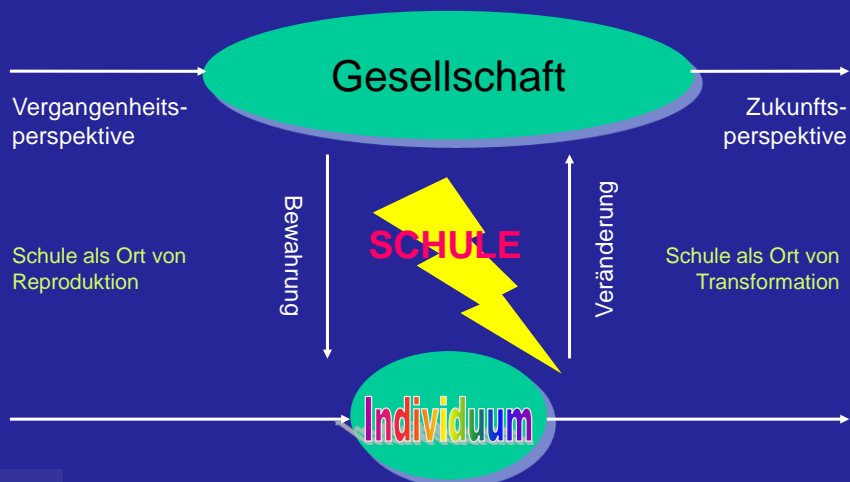 Gesellschaft
Vergangenheits-
perspektive
Zukunfts-
perspektive
Bewahrung
SCHULE
Veränderung
Schule als Ort von
Reproduktion
Schule als Ort von
Transformation
Individuum